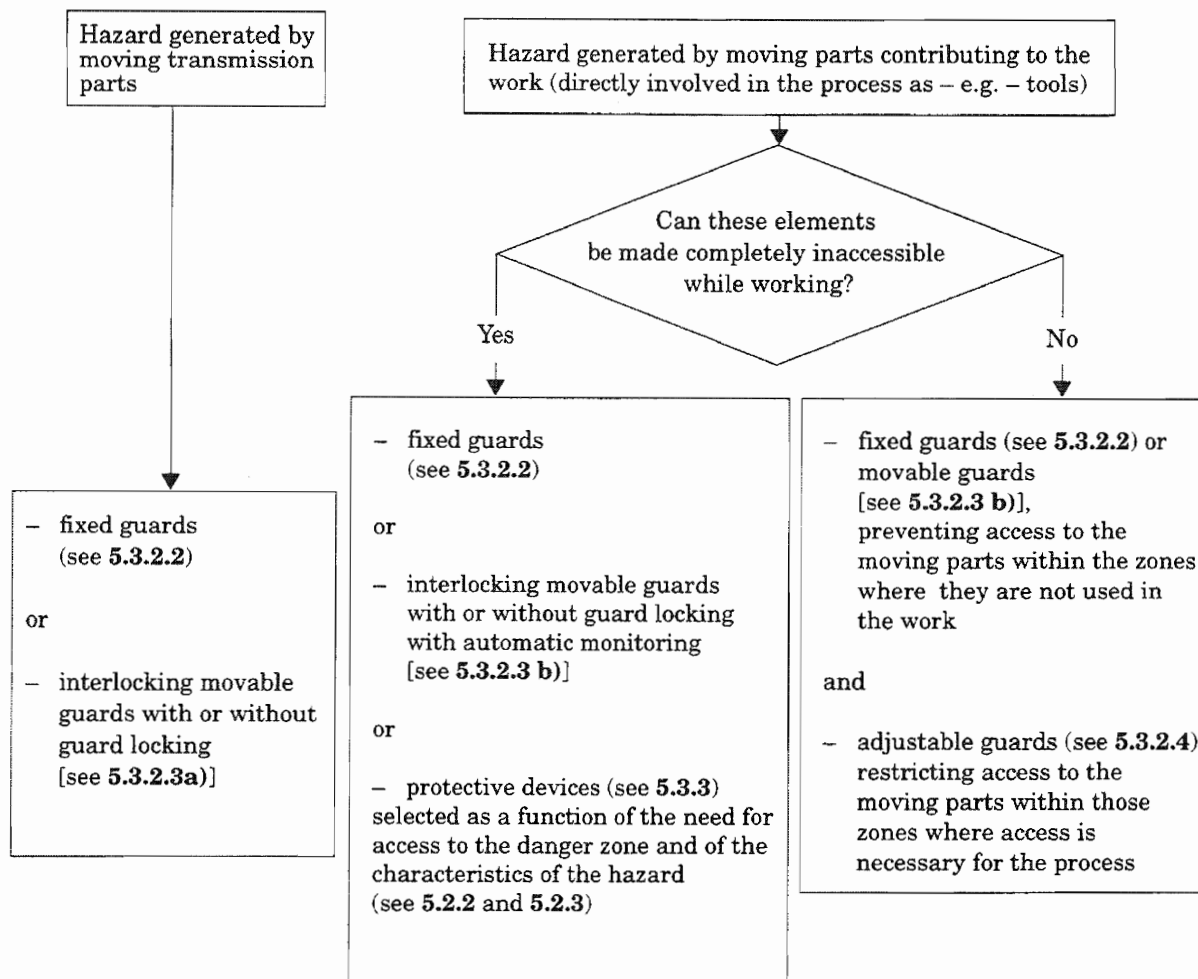 Hazard generated by
moving transmission
parts
Hazard generated by moving parts contributing to the
work (directly involved in the process as – e.g. – tools)
Can these elements
be made completely inaccessible
while working?
Yes
No
– fixed guards
(see 5.3.2.2)
or
– interlocking movable
guards with or without
guard locking
[see 5.3.2.3a)]
– fixed guards
(see 5.3.2.2)
or
– interlocking movable guards
with or without guard locking
with automatic monitoring
[see 5.3.2.3 b)]
or
– protective devices (see 5.3.3)
selected as a function of the need for
access to the danger zone and of the
characteristics of the hazard
(see 5.2.2 and 5.2.3)
– fixed guards (see 5.3.2.2) or
movable guards
[see 5.3.2.3 b)],
preventing access to the
moving parts within the zones
where they are not used in
the work
and
– adjustable guards (see 5.3.2.4)
restricting access to the
moving parts within those
zones where access is
necessary for the process